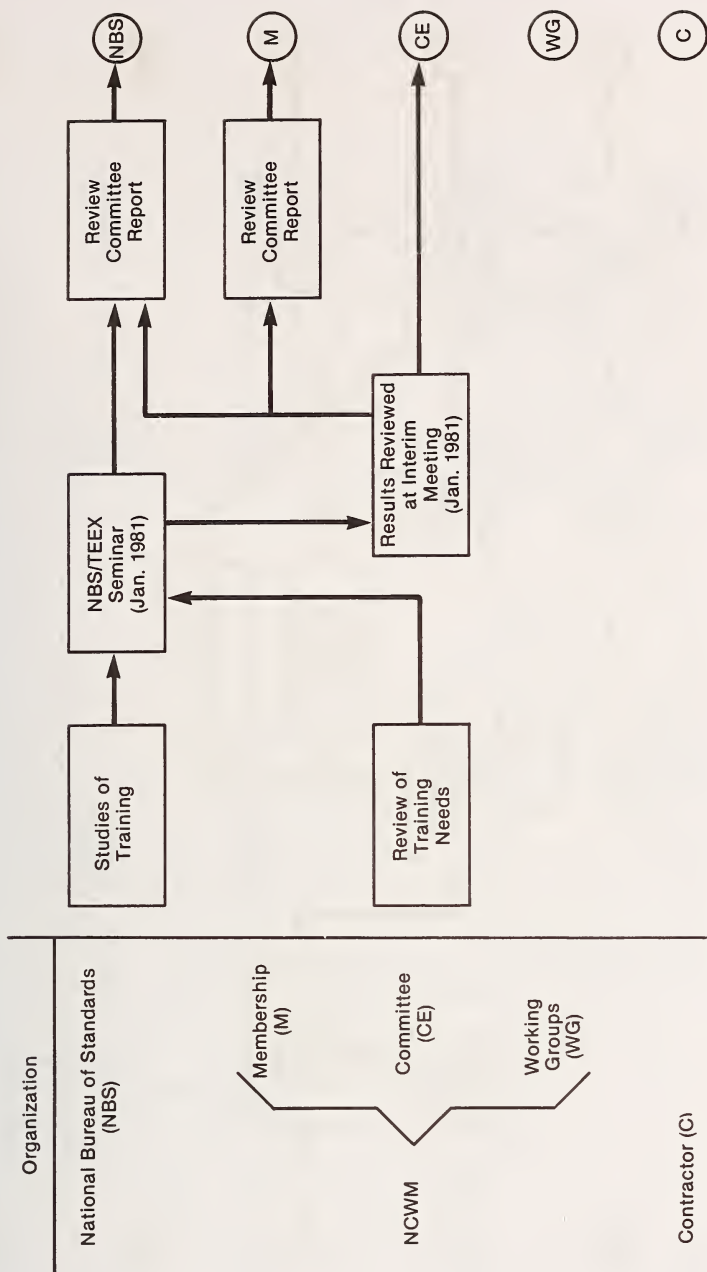 Organization
National Bureau of Standards
(NBS)
NCWM
Membership
(M)
Committee
(CE)
Working
Groups
(WG)
Contractor (C)
Studies of
Training
NBS/TEEX
Seminar
(Jan. 1981)
Review
Committee
Report
NBS
Review
Committee
Report
M
Review of
Training
Needs
Results Reviewed
at Interim
Meeting
(Jan. 1981)
CE
WG
C